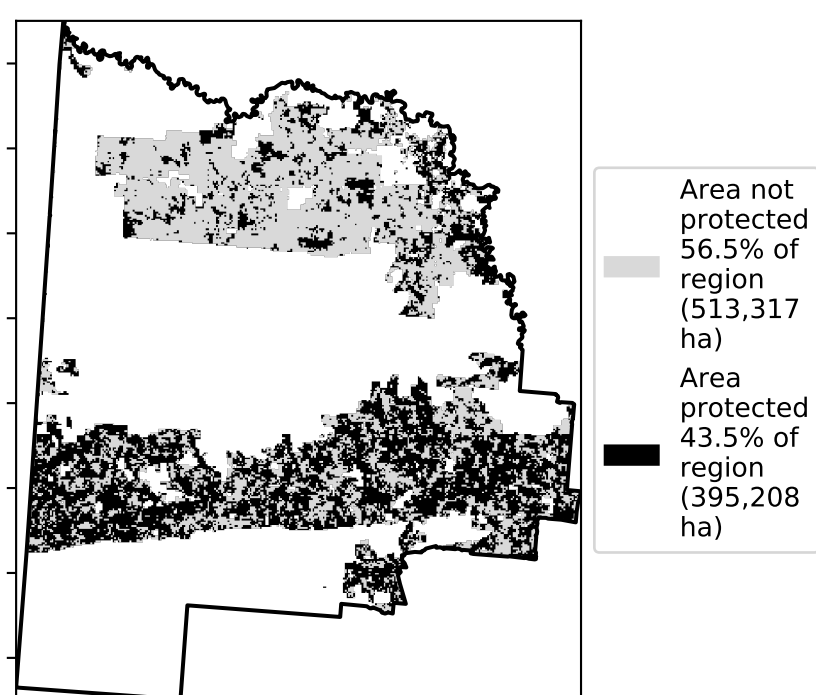 Area not
protected
56.5% of
region
(513,317
ha)
Area
protected
43.5% of
region
(395,208
ha)